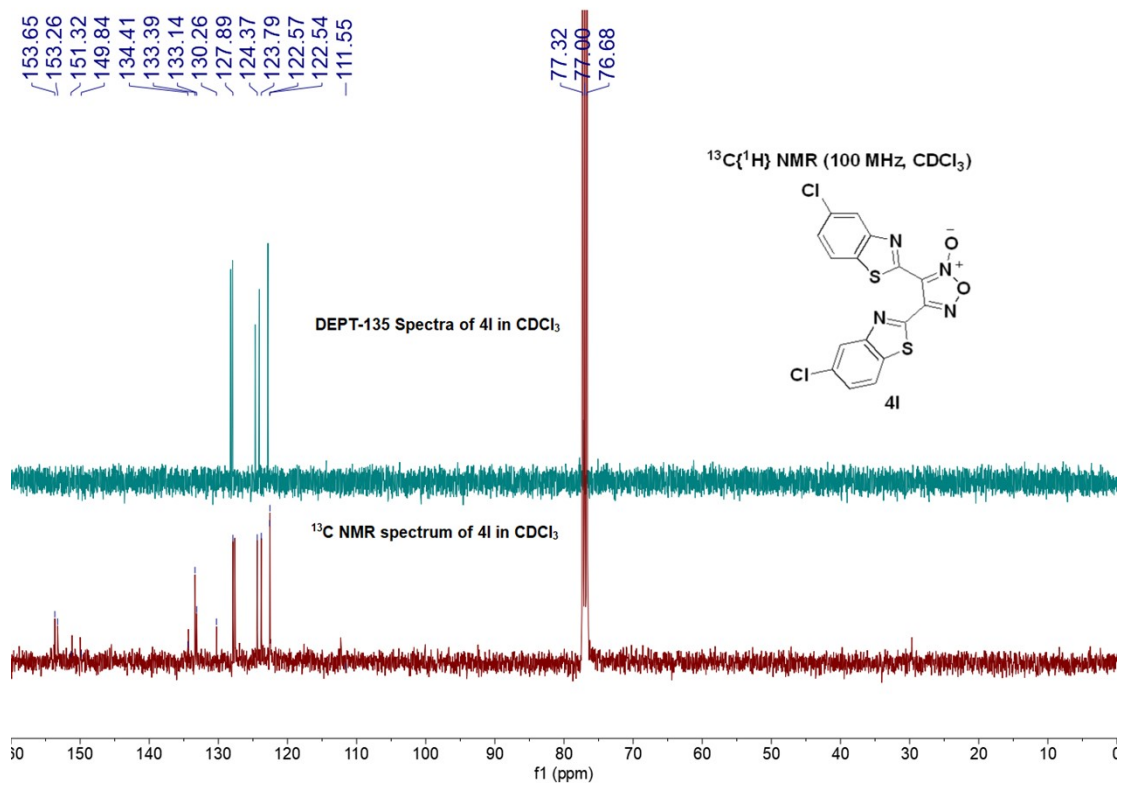 153.65
153.26
151.32
149.84
134.41
133.39
133.14
130.26
127.89
124.37
123.79
122.57
122.54
111.55
77.32
77.00
76.68
¹³C{¹H} NMR (100 MHz, CDCl₃)
Cl
N
O⁻
S
N⁺
O
N
N
S
Cl
4l
DEPT-135 Spectra of 4l in CDCl₃
¹³C NMR spectrum of 4l in CDCl₃
60 150 140 130 120 110 100 90 80 70 60 50 40 30 20 10 0
f1 (ppm)